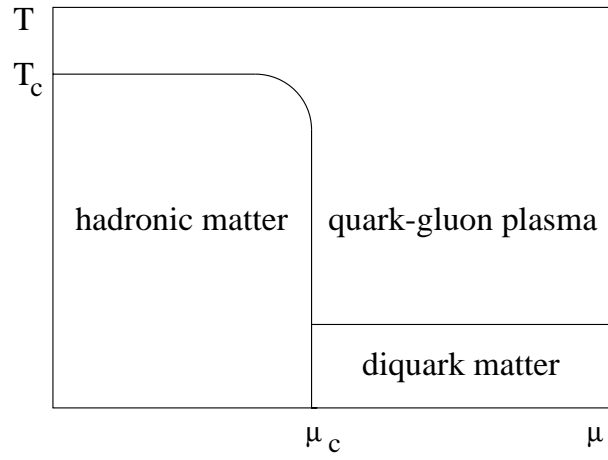 T
T_c
hadronic matter quark-gluon plasma
diquark matter
μ_c μ